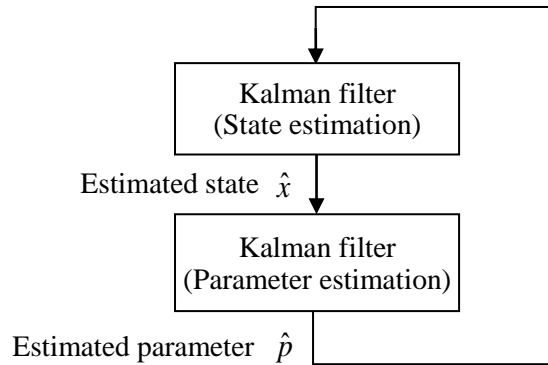 Kalman filter
(State estimation)
Estimated state x̂
Kalman filter
(Parameter estimation)
Estimated parameter p̂